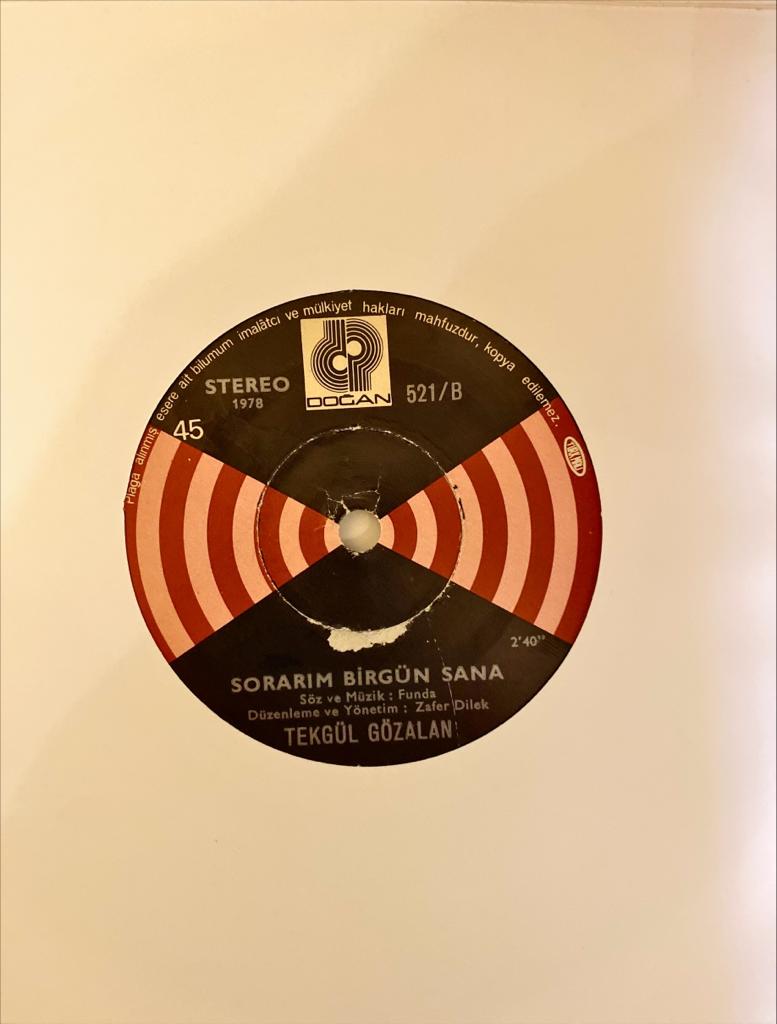 Plağa alınmış esere ait bilumum imalâtcı ve mülkiyet hakları mahfuzdur, kopya edilemez.
DOĞAN
STEREO
1978
521/B
45
2'40"
SORARIM BİRGÜN SANA
Söz ve Müzik : Funda
Düzenleme ve Yönetim : Zafer Dilek
TEKGÜL GÖZALAN